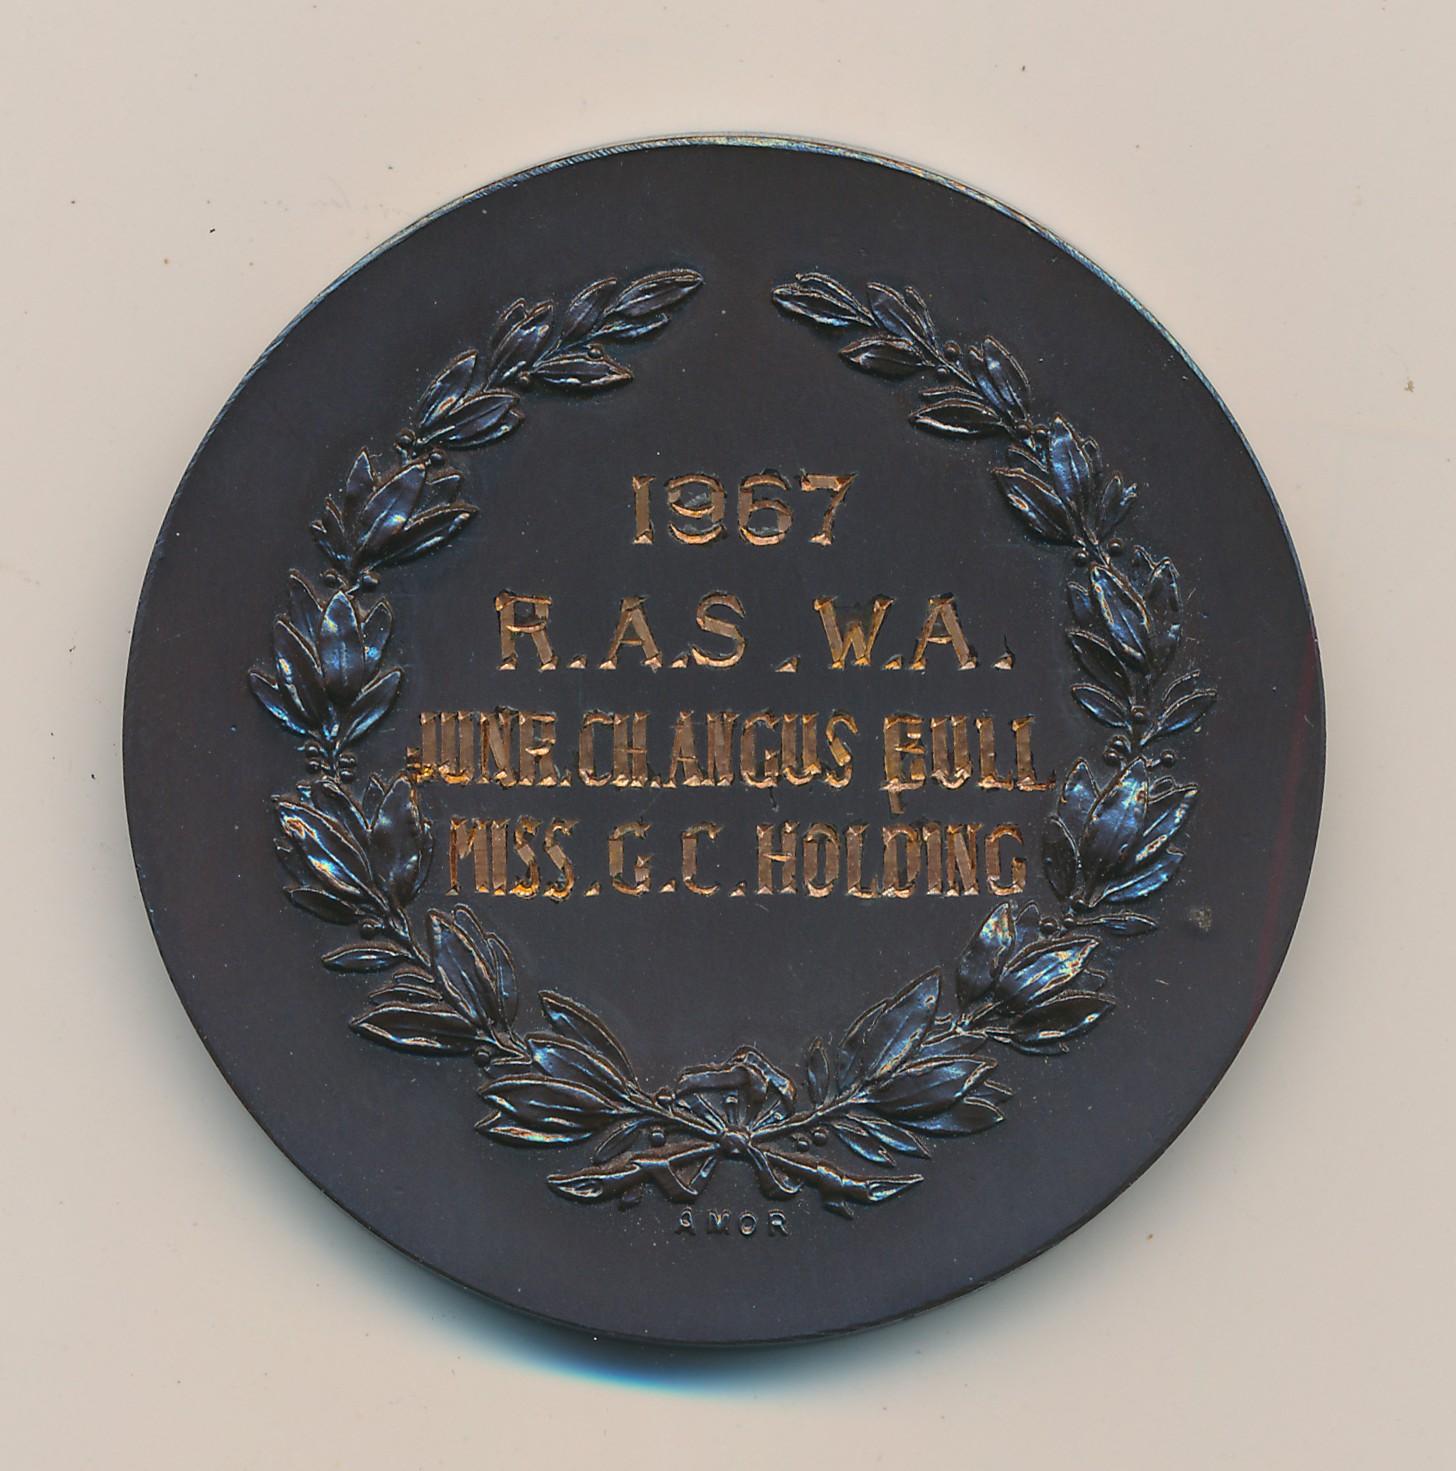 1967
R.A.S.W.A.
JUNR.CH.ANGUS BULL
MISS.G.C.HOLDING
AMOR